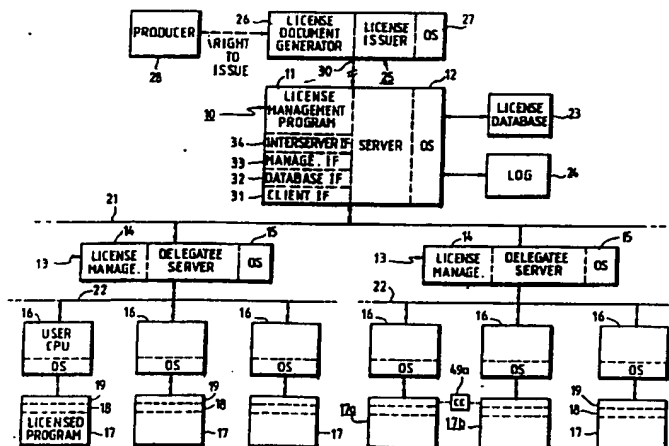 26
27
PRODUCER
28
RIGHT
TO
ISSUE
LICENSE
DOCUMENT
GENERATOR
LICENSE
ISSUER
OS
30
25
11
12
10
LICENSE
MANAGEMENT
PROGRAM
34
INTERSERVER IF
33
MANAGE. IF
32
DATABASE IF
31
CLIENT IF
SERVER
OS
LICENSE
DATABASE
23
LOG
24
21
14
15
13
LICENSE
MANAGE.
DELEGATEE
SERVER
OS
14
15
13
LICENSE
MANAGE.
DELEGATEE
SERVER
OS
22
22
16
16
16
16
16
16
USER
CPU
OS
OS
OS
OS
OS
OS
49a
CC
19
18
LICENSED
PROGRAM
17
19
18
17
17
17a
17b
19
18
17